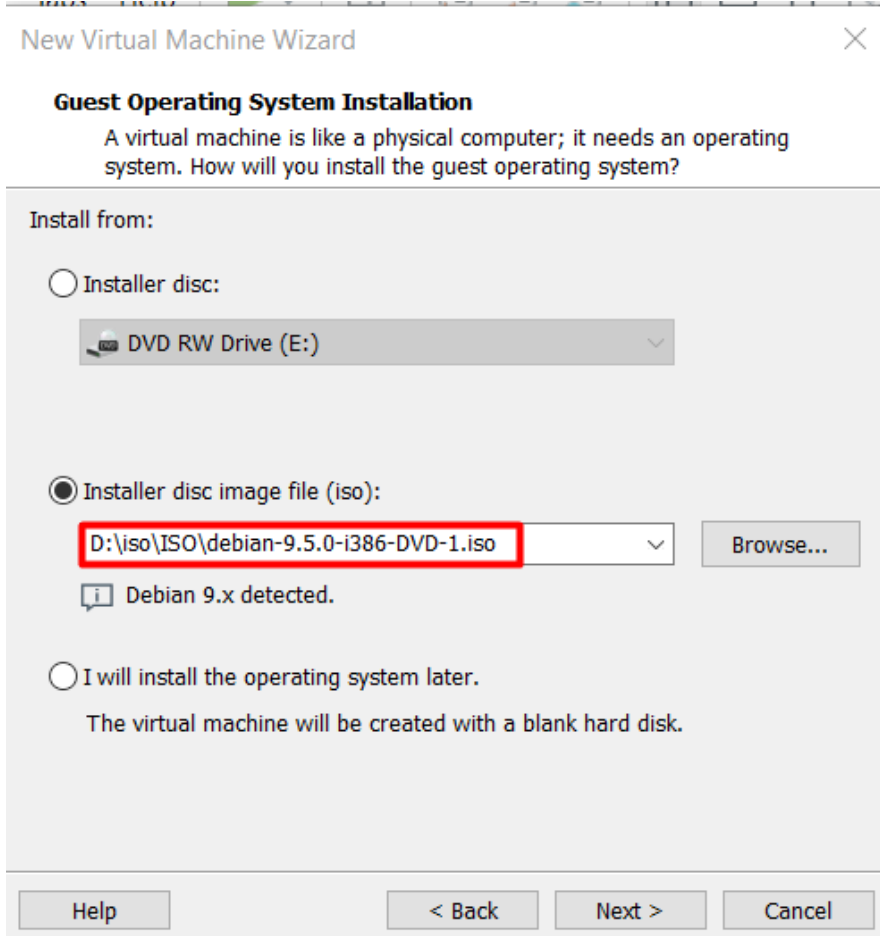 New Virtual Machine Wizard
Guest Operating System Installation
A virtual machine is like a physical computer; it needs an operating
system. How will you install the guest operating system?
Install from:
Installer disc:
DVD RW Drive (E:)
Installer disc image file (iso):
D:\iso\ISO\debian-9.5.0-i386-DVD-1.iso
Browse...
Debian 9.x detected.
I will install the operating system later.
The virtual machine will be created with a blank hard disk.
Help
< Back
Next >
Cancel